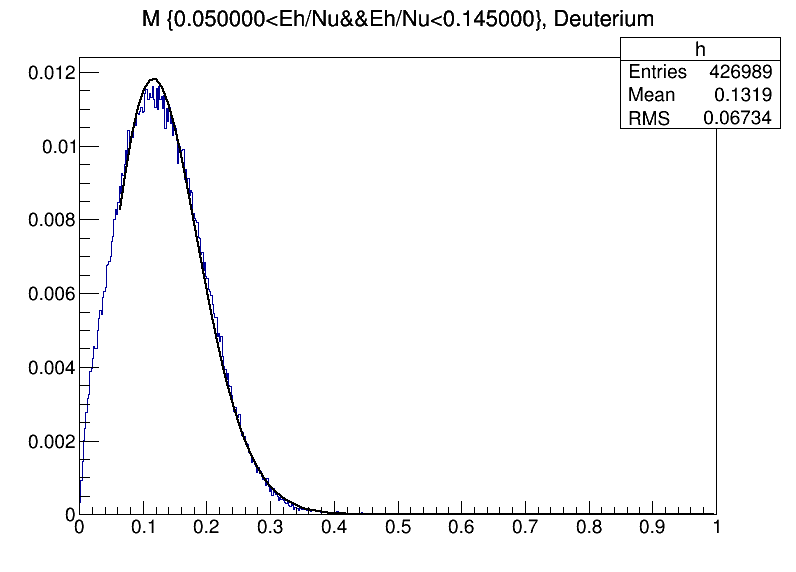 M {0.050000<Eh/Nu&&Eh/Nu<0.145000}, Deuterium
h
Entries 426989
Mean 0.1319
RMS 0.06734
0.012
0.01
0.008
0.006
0.004
0.002
0
0 0.1 0.2 0.3 0.4 0.5 0.6 0.7 0.8 0.9 1